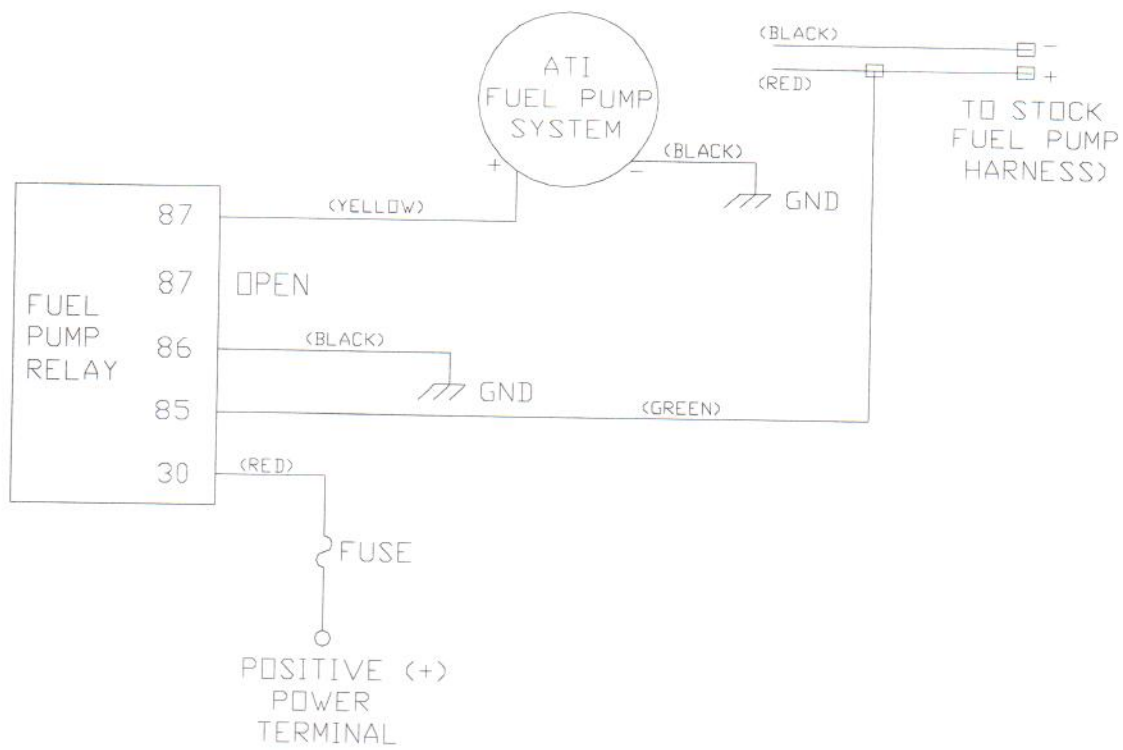 (BLACK)
-
ATI
FUEL PUMP
SYSTEM
(RED)
+
TO STOCK
FUEL PUMP
HARNESS)
+
-
(BLACK)
GND
87
(YELLOW)
87
OPEN
FUEL
PUMP
RELAY
86
(BLACK)
GND
85
(GREEN)
30
(RED)
FUSE
POSITIVE (+)
POWER
TERMINAL